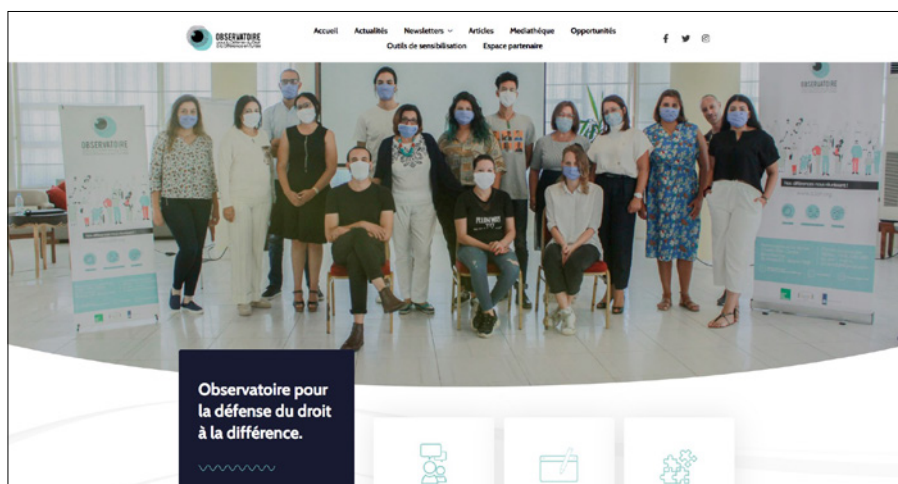 OBSERVATOIRE
Accueil Actualités Newsletters Articles Mediathèque Opportunités
Outils de sensibilisation Espace partenaire
OBSERVATOIRE
OBSERVATOIRE
Observatoire pour
la défense du droit
à la différence.